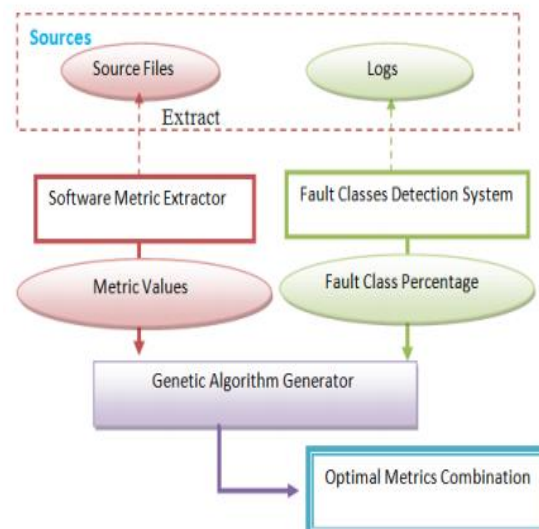 Sources
Source Files
Logs
Extract
Software Metric Extractor
Fault Classes Detection System
Metric Values
Fault Class Percentage
Genetic Algorithm Generator
Optimal Metrics Combination